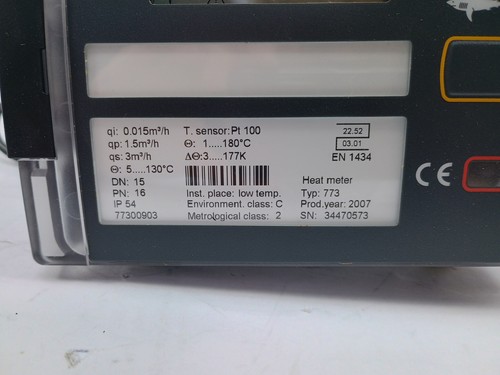 qi: 0.015m³/h
qp: 1.5m³/h
qs: 3m³/h
Θ: 5.....130°C
DN: 15
PN: 16
IP 54
77300903
T. sensor:Pt 100
Θ: 1.....180°C
ΔΘ:3.....177K
Inst. place: low temp.
Environment. class: C
Metrological class: 2
22.52
03.01
EN 1434
Heat meter
Typ: 773
Prod.year: 2007
SN: 34470573
CE